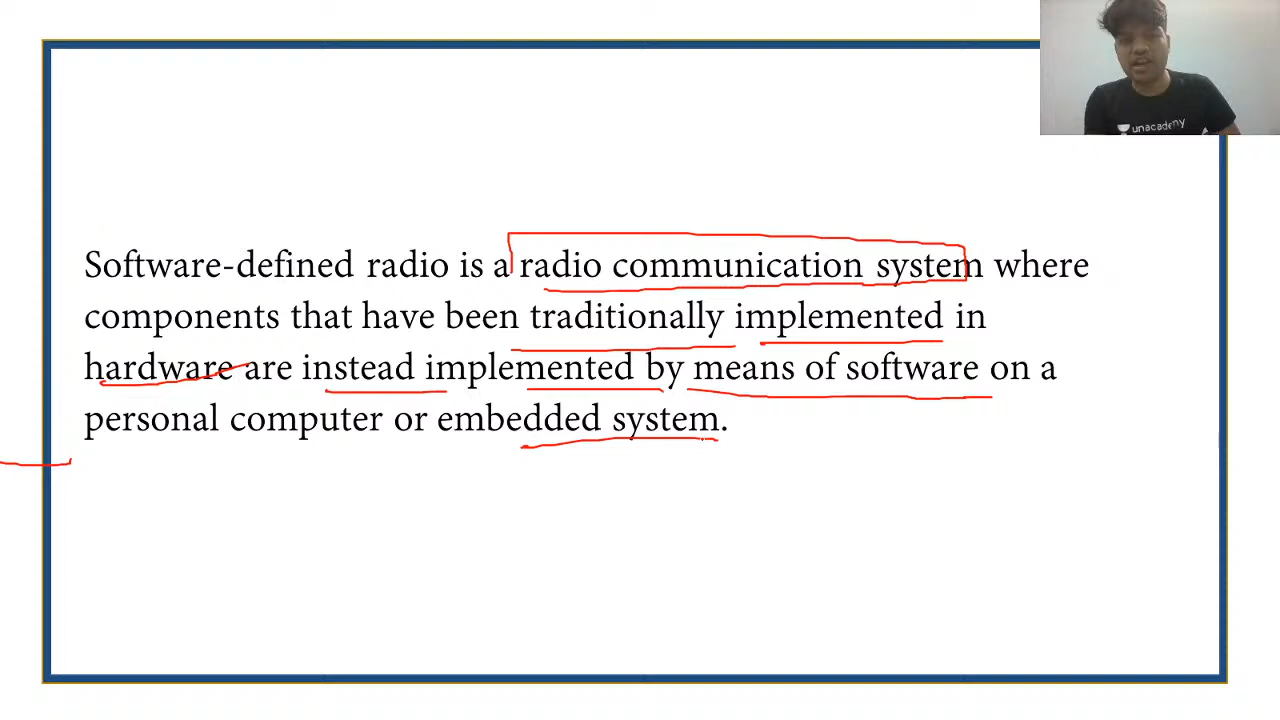 unacademy
Software-defined radio is a radio communication system where
components that have been traditionally implemented in
hardware are instead implemented by means of software on a
personal computer or embedded system.